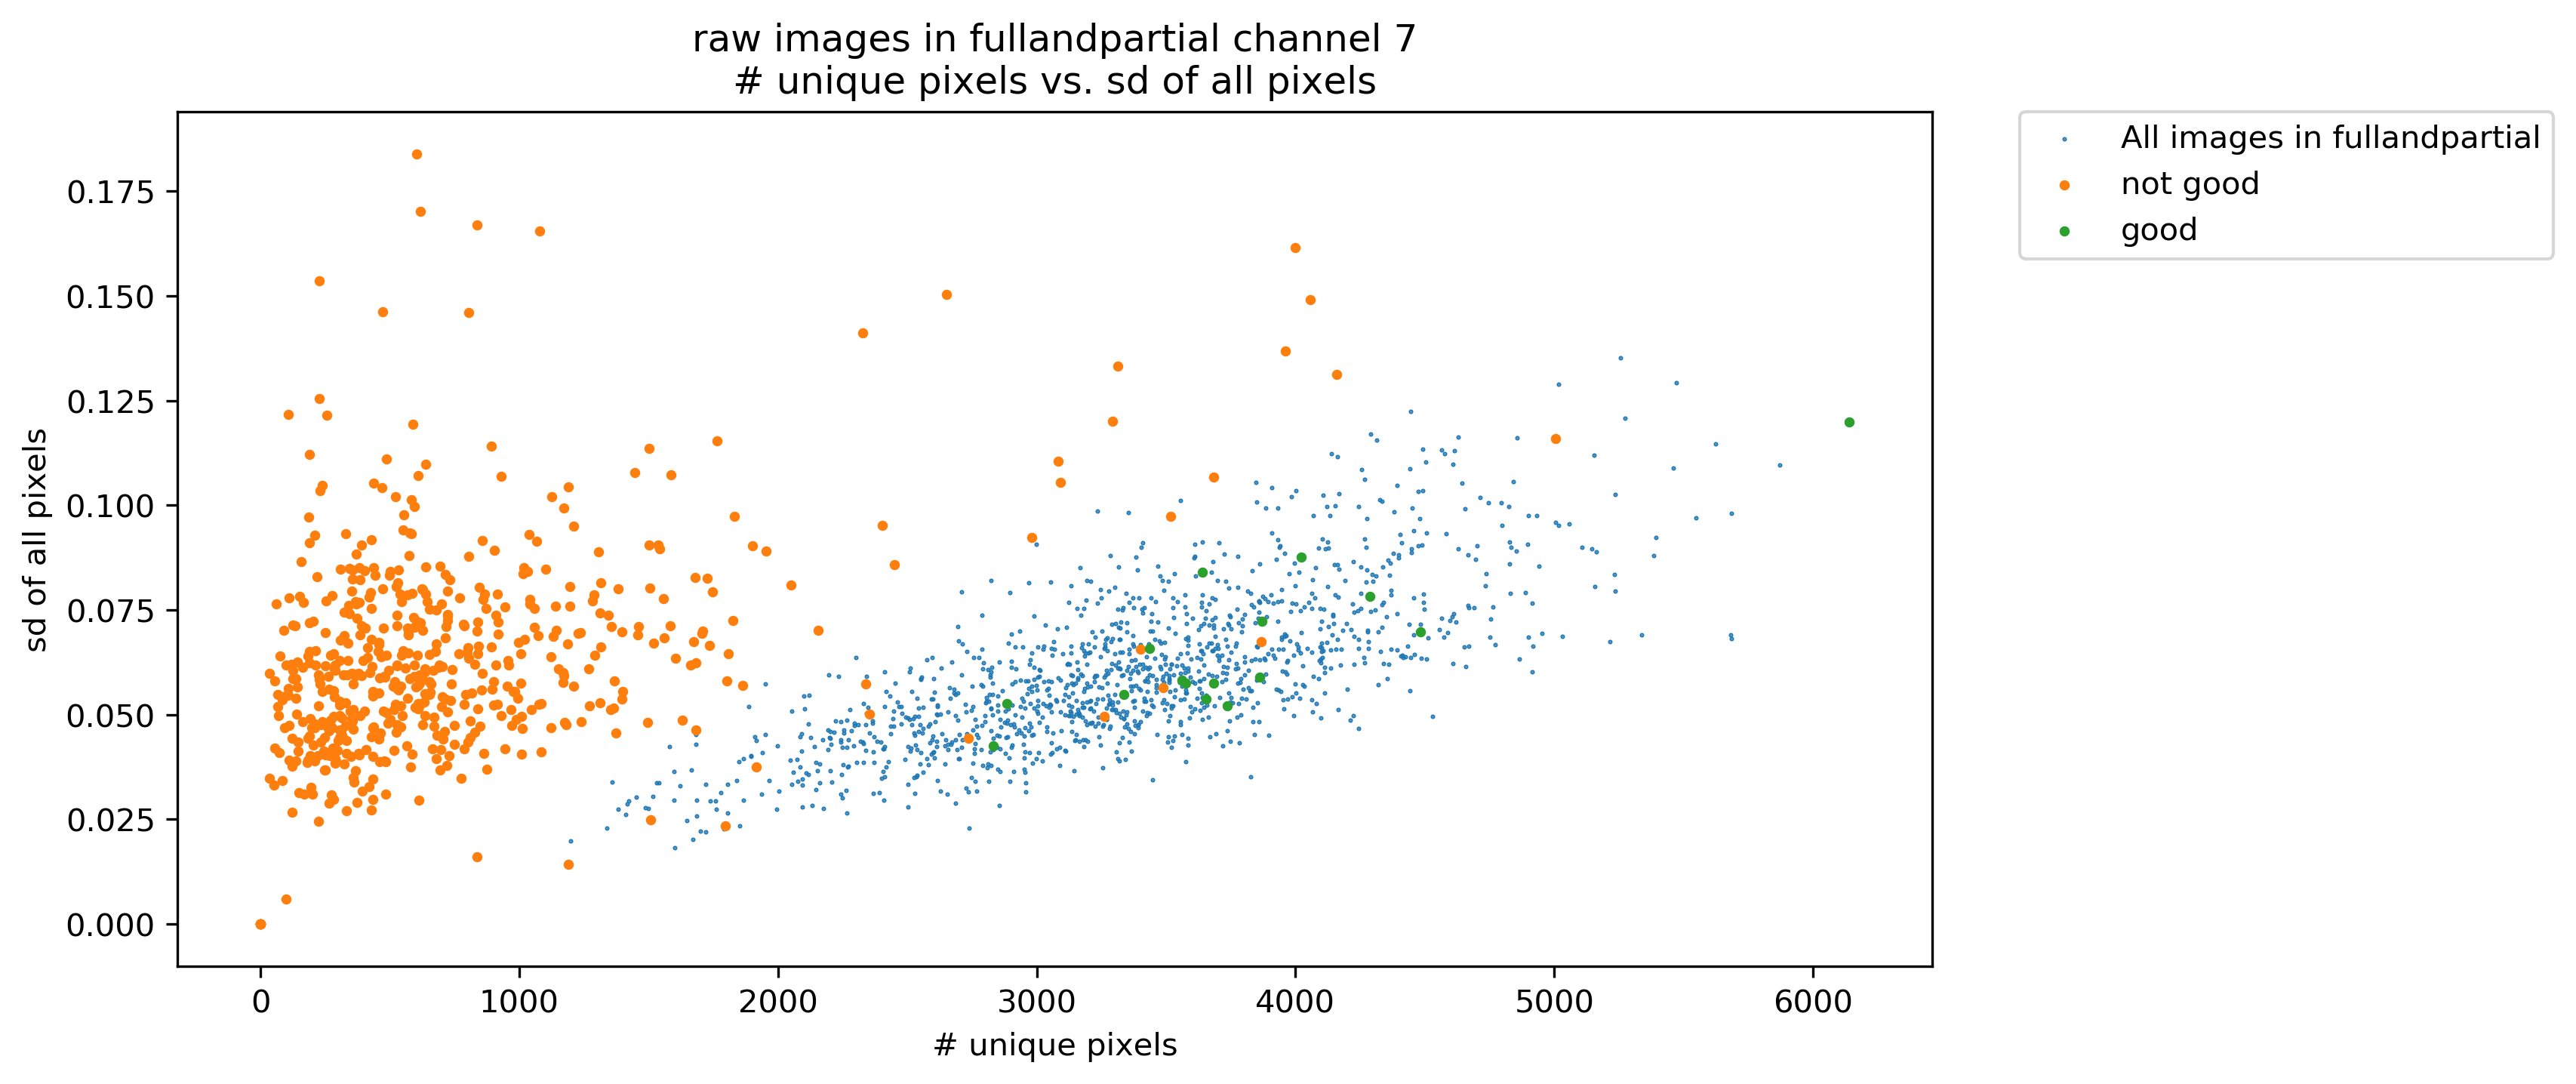 raw images in fullandpartial channel 7
# unique pixels vs. sd of all pixels
All images in fullandpartial
not good
good
sd of all pixels
0.175
0.150
0.125
0.100
0.075
0.050
0.025
0.000
0 1000 2000 3000 4000 5000 6000
# unique pixels